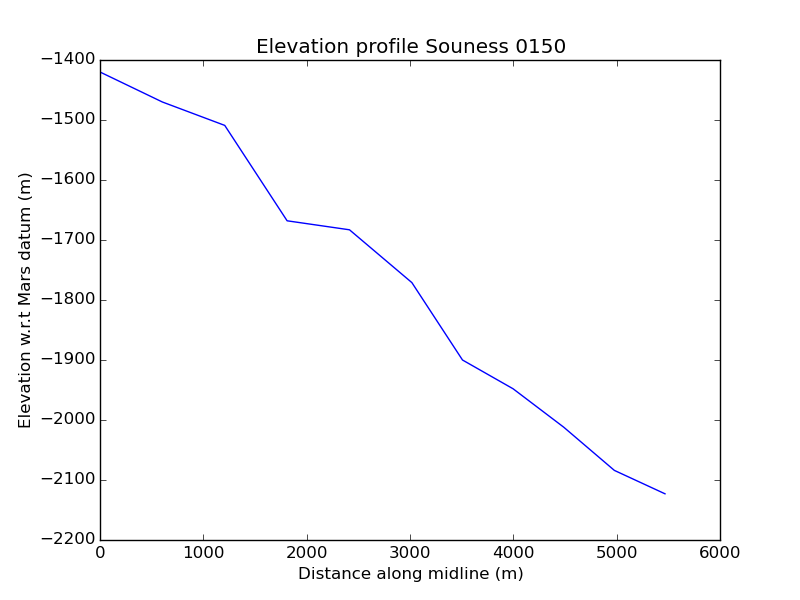 Elevation profile Souness 0150
−1400
−1500
−1600
−1700
−1800
−1900
−2000
−2100
−2200
Elevation w.r.t Mars datum (m)
0 1000 2000 3000 4000 5000 6000
Distance along midline (m)